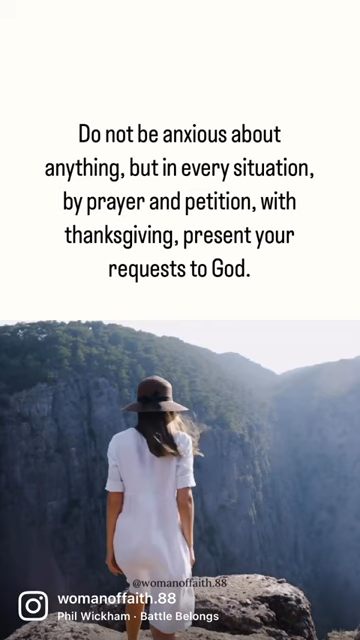 Do not be anxious about
anything, but in every situation,
by prayer and petition, with
thanksgiving, present your
requests to God.
@womanoffaith.88
womanoffaith.88
Phil Wickham · Battle Belongs